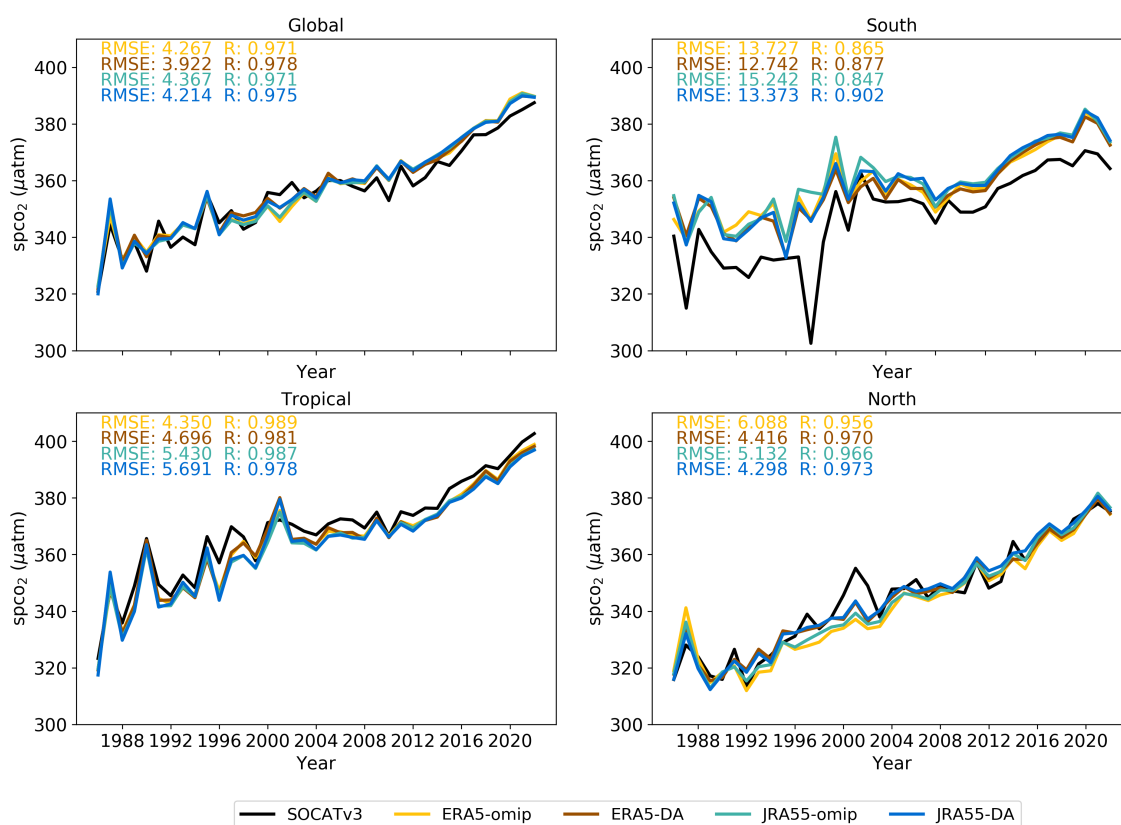 Global
RMSE: 4.267 R: 0.971
RMSE: 3.922 R: 0.978
RMSE: 4.367 R: 0.971
RMSE: 4.214 R: 0.975
400
380
360
340
320
300
spco₂ (μatm)
Year
South
RMSE: 13.727 R: 0.865
RMSE: 12.742 R: 0.877
RMSE: 15.242 R: 0.847
RMSE: 13.373 R: 0.902
400
380
360
340
320
300
spco₂ (μatm)
Year
Tropical
RMSE: 4.350 R: 0.989
RMSE: 4.696 R: 0.981
RMSE: 5.430 R: 0.987
RMSE: 5.691 R: 0.978
400
380
360
340
320
300
spco₂ (μatm)
1988 1992 1996 2000 2004 2008 2012 2016 2020
Year
North
RMSE: 6.088 R: 0.956
RMSE: 4.416 R: 0.970
RMSE: 5.132 R: 0.966
RMSE: 4.298 R: 0.973
400
380
360
340
320
300
spco₂ (μatm)
1988 1992 1996 2000 2004 2008 2012 2016 2020
Year
SOCATv3 ERA5-omip ERA5-DA JRA55-omip JRA55-DA